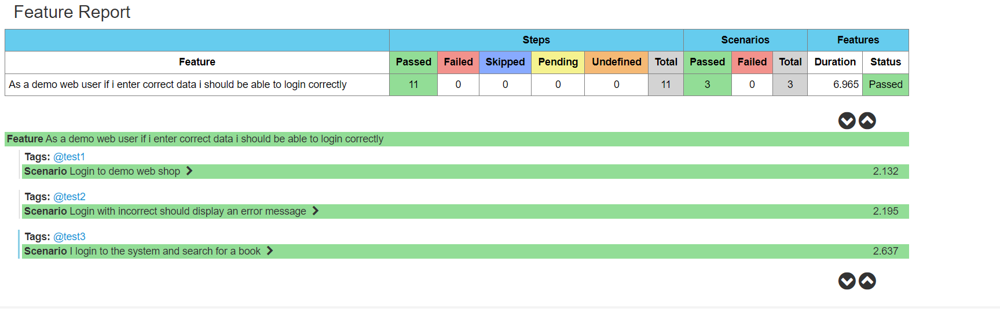 Feature Report
Steps Scenarios Features
Feature Passed Failed Skipped Pending Undefined Total Passed Failed Total Duration Status
As a demo web user if i enter correct data i should be able to login correctly 11 0 0 0 0 11 3 0 3 6.965 Passed
Feature As a demo web user if i enter correct data i should be able to login correctly
Tags: @test1
Scenario Login to demo web shop 2.132
Tags: @test2
Scenario Login with incorrect should display an error message 2.195
Tags: @test3
Scenario I login to the system and search for a book 2.637